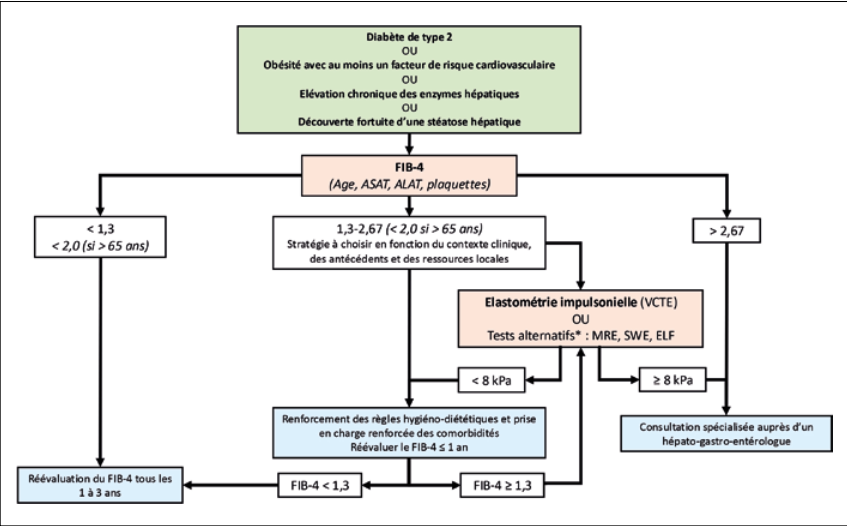 Diabète de type 2
OU
Obésité avec au moins un facteur de risque cardiovasculaire
OU
Elévation chronique des enzymes hépatiques
OU
Découverte fortuite d'une stéatose hépatique
FIB-4
(Age, ASAT, ALAT, plaquettes)
< 1,3
< 2,0 (si > 65 ans)
1,3-2,67 (< 2,0 si > 65 ans)
Stratégie à choisir en fonction du contexte clinique,
des antécédents et des ressources locales
> 2,67
Elastométrie impulsonielle (VCTE)
OU
Tests alternatifs* : MRE, SWE, ELF
< 8 kPa
≥ 8 kPa
Renforcement des règles hygiéno-diététiques et prise
en charge renforcée des comorbidités
Réévaluer le FIB-4 ≤ 1 an
Consultation spécialisée auprès d'un
hépato-gastro-entérologue
Réévaluation du FIB-4 tous les
1 à 3 ans
FIB-4 < 1,3
FIB-4 ≥ 1,3